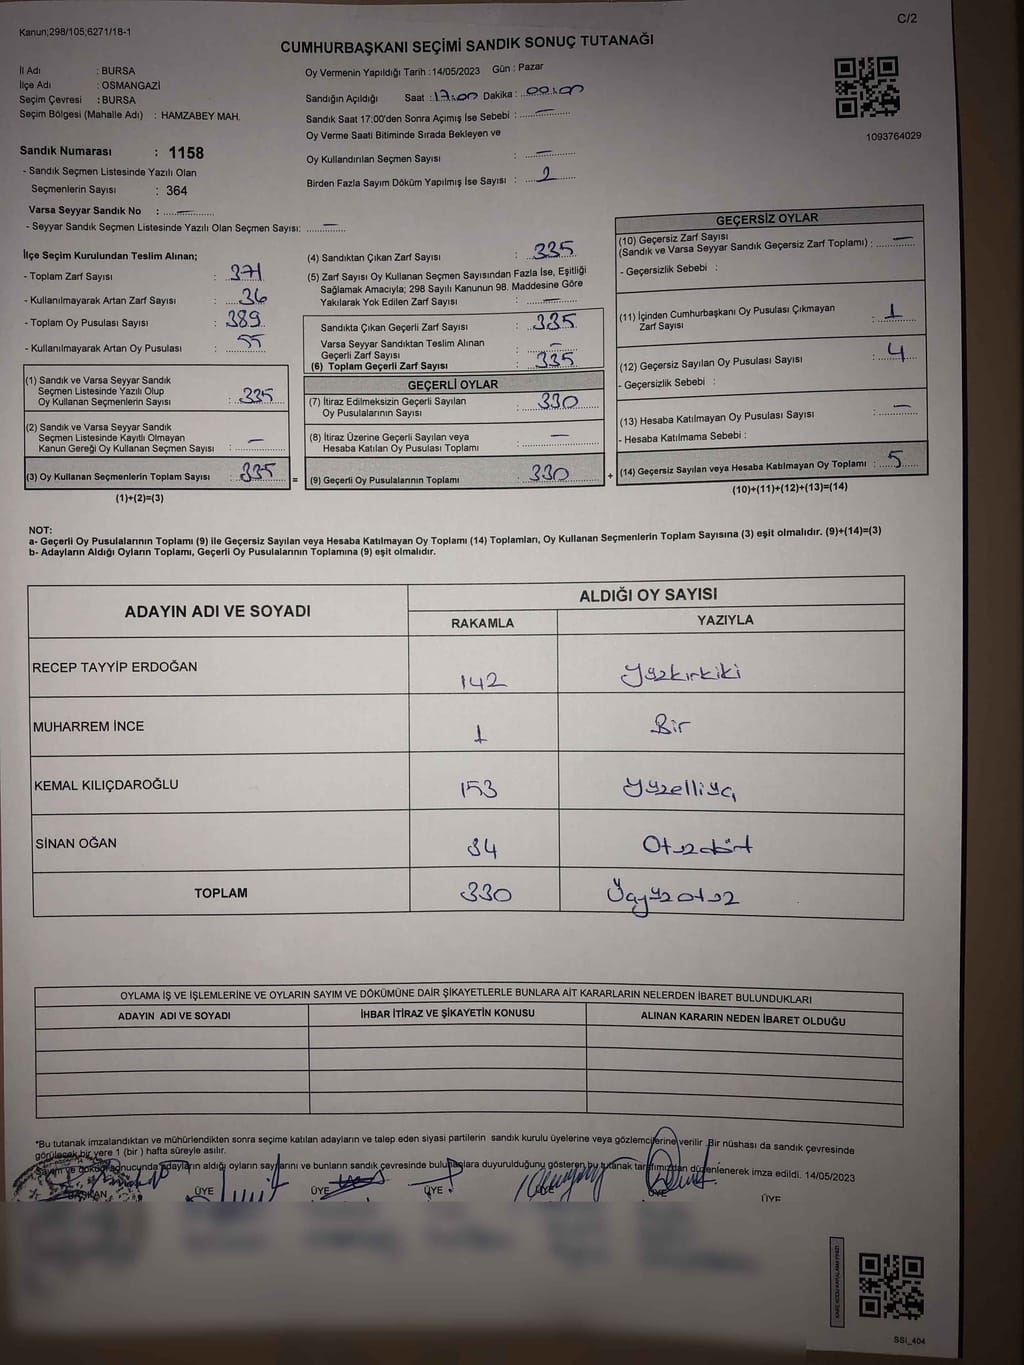 Kanun;298/105;6271/18-1
C/2
CUMHURBAŞKANI SEÇİMİ SANDIK SONUÇ TUTANAĞI
İl Adı : BURSA
İlçe Adı : OSMANGAZİ
Seçim Çevresi : BURSA
Seçim Bölgesi (Mahalle Adı) : HAMZABEY MAH.
Sandık Numarası : 1158
- Sandık Seçmen Listesinde Yazılı Olan
Seçmenlerin Sayısı : 364
Varsa Seyyar Sandık No : —
- Seyyar Sandık Seçmen Listesinde Yazılı Olan Seçmen Sayısı: —
Oy Vermenin Yapıldığı Tarih : 14/05/2023 Gün : Pazar
Sandığın Açıldığı Saat : 17:00 Dakika : 00:00
Sandık Saat 17:00'den Sonra Açımış İse Sebebi : —
Oy Verme Saati Bitiminde Sırada Bekleyen ve
Oy Kullandırılan Seçmen Sayısı : —
Birden Fazla Sayım Döküm Yapılmış İse Sayısı : 2
1093764029
İlçe Seçim Kurulundan Teslim Alınan;
- Toplam Zarf Sayısı : 371
- Kullanılmayarak Artan Zarf Sayısı : 36
- Toplam Oy Pusulası Sayısı : 389
- Kullanılmayarak Artan Oy Pusulası : 55
(1) Sandık ve Varsa Seyyar Sandık
Seçmen Listesinde Yazılı Olup
Oy Kullanan Seçmenlerin Sayısı : 335
(2) Sandık ve Varsa Seyyar Sandık
Seçmen Listesinde Kayıtlı Olmayan
Kanun Gereği Oy Kullanan Seçmen Sayısı : —
(3) Oy Kullanan Seçmenlerin Toplam Sayısı : 335
(1)+(2)=(3)
(4) Sandıktan Çıkan Zarf Sayısı : 335
(5) Zarf Sayısı Oy Kullanan Seçmen Sayısından Fazla İse, Eşitliği
Sağlamak Amacıyla; 298 Sayılı Kanunun 98. Maddesine Göre
Yakılarak Yok Edilen Zarf Sayısı : —
Sandıkta Çıkan Geçerli Zarf Sayısı : 335
Varsa Seyyar Sandıktan Teslim Alınan
Geçerli Zarf Sayısı : —
(6) Toplam Geçerli Zarf Sayısı : 335
GEÇERLİ OYLAR
(7) İtiraz Edilmeksizin Geçerli Sayılan
Oy Pusulalarının Sayısı : 330
(8) İtiraz Üzerine Geçerli Sayılan veya
Hesaba Katılan Oy Pusulası Toplamı : —
= (9) Geçerli Oy Pusulalarının Toplamı : 330 +
GEÇERSİZ OYLAR
(10) Geçersiz Zarf Sayısı
(Sandık ve Varsa Seyyar Sandık Geçersiz Zarf Toplamı) : —
- Geçersizlik Sebebi :
(11) İçinden Cumhurbaşkanı Oy Pusulası Çıkmayan
Zarf Sayısı : 1
(12) Geçersiz Sayılan Oy Pusulası Sayısı : 4
- Geçersizlik Sebebi :
(13) Hesaba Katılmayan Oy Pusulası Sayısı : —
- Hesaba Katılmama Sebebi :
(14) Geçersiz Sayılan veya Hesaba Katılmayan Oy Toplamı : 5
(10)+(11)+(12)+(13)=(14)
NOT:
a- Geçerli Oy Pusulalarının Toplamı (9) ile Geçersiz Sayılan veya Hesaba Katılmayan Oy Toplamı (14) Toplamları, Oy Kullanan Seçmenlerin Toplam Sayısına (3) eşit olmalıdır. (9)+(14)=(3)
b- Adayların Aldığı Oyların Toplamı, Geçerli Oy Pusulalarının Toplamına (9) eşit olmalıdır.
ADAYIN ADI VE SOYADI
ALDIĞI OY SAYISI
RAKAMLA YAZIYLA
RECEP TAYYİP ERDOĞAN 142 Yüzkırkiki
MUHARREM İNCE 1 Bir
KEMAL KILIÇDAROĞLU 153 Yüzelliüç
SİNAN OĞAN 34 Otuzdört
TOPLAM 330 Üçyüzotuz
OYLAMA İŞ VE İŞLEMLERİNE VE OYLARIN SAYIM VE DÖKÜMÜNE DAİR ŞİKAYETLERLE BUNLARA AİT KARARLARIN NELERDEN İBARET BULUNDUKLARI
ADAYIN ADI VE SOYADI İHBAR İTİRAZ VE ŞİKAYETİN KONUSU ALINAN KARARIN NEDEN İBARET OLDUĞU
*Bu tutanak imzalandıktan ve mühürlendikten sonra seçime katılan adayların ve talep eden siyasi partilerin sandık kurulu üyelerine veya gözlemcilerine verilir. Bir nüshası da sandık çevresinde
görülecek bir yere 1 (bir) hafta süreyle asılır.
Sayım ve döküm sonucunda adayların aldığı oyların sayılarını ve bunların sandık çevresinde bulunanlara duyurulduğunu gösteren bu tutanak tarafımızdan düzenlenerek imza edildi. 14/05/2023
BAŞKAN ÜYE ÜYE ÜYE ÜYE ÜYE ÜYE
SSI_404